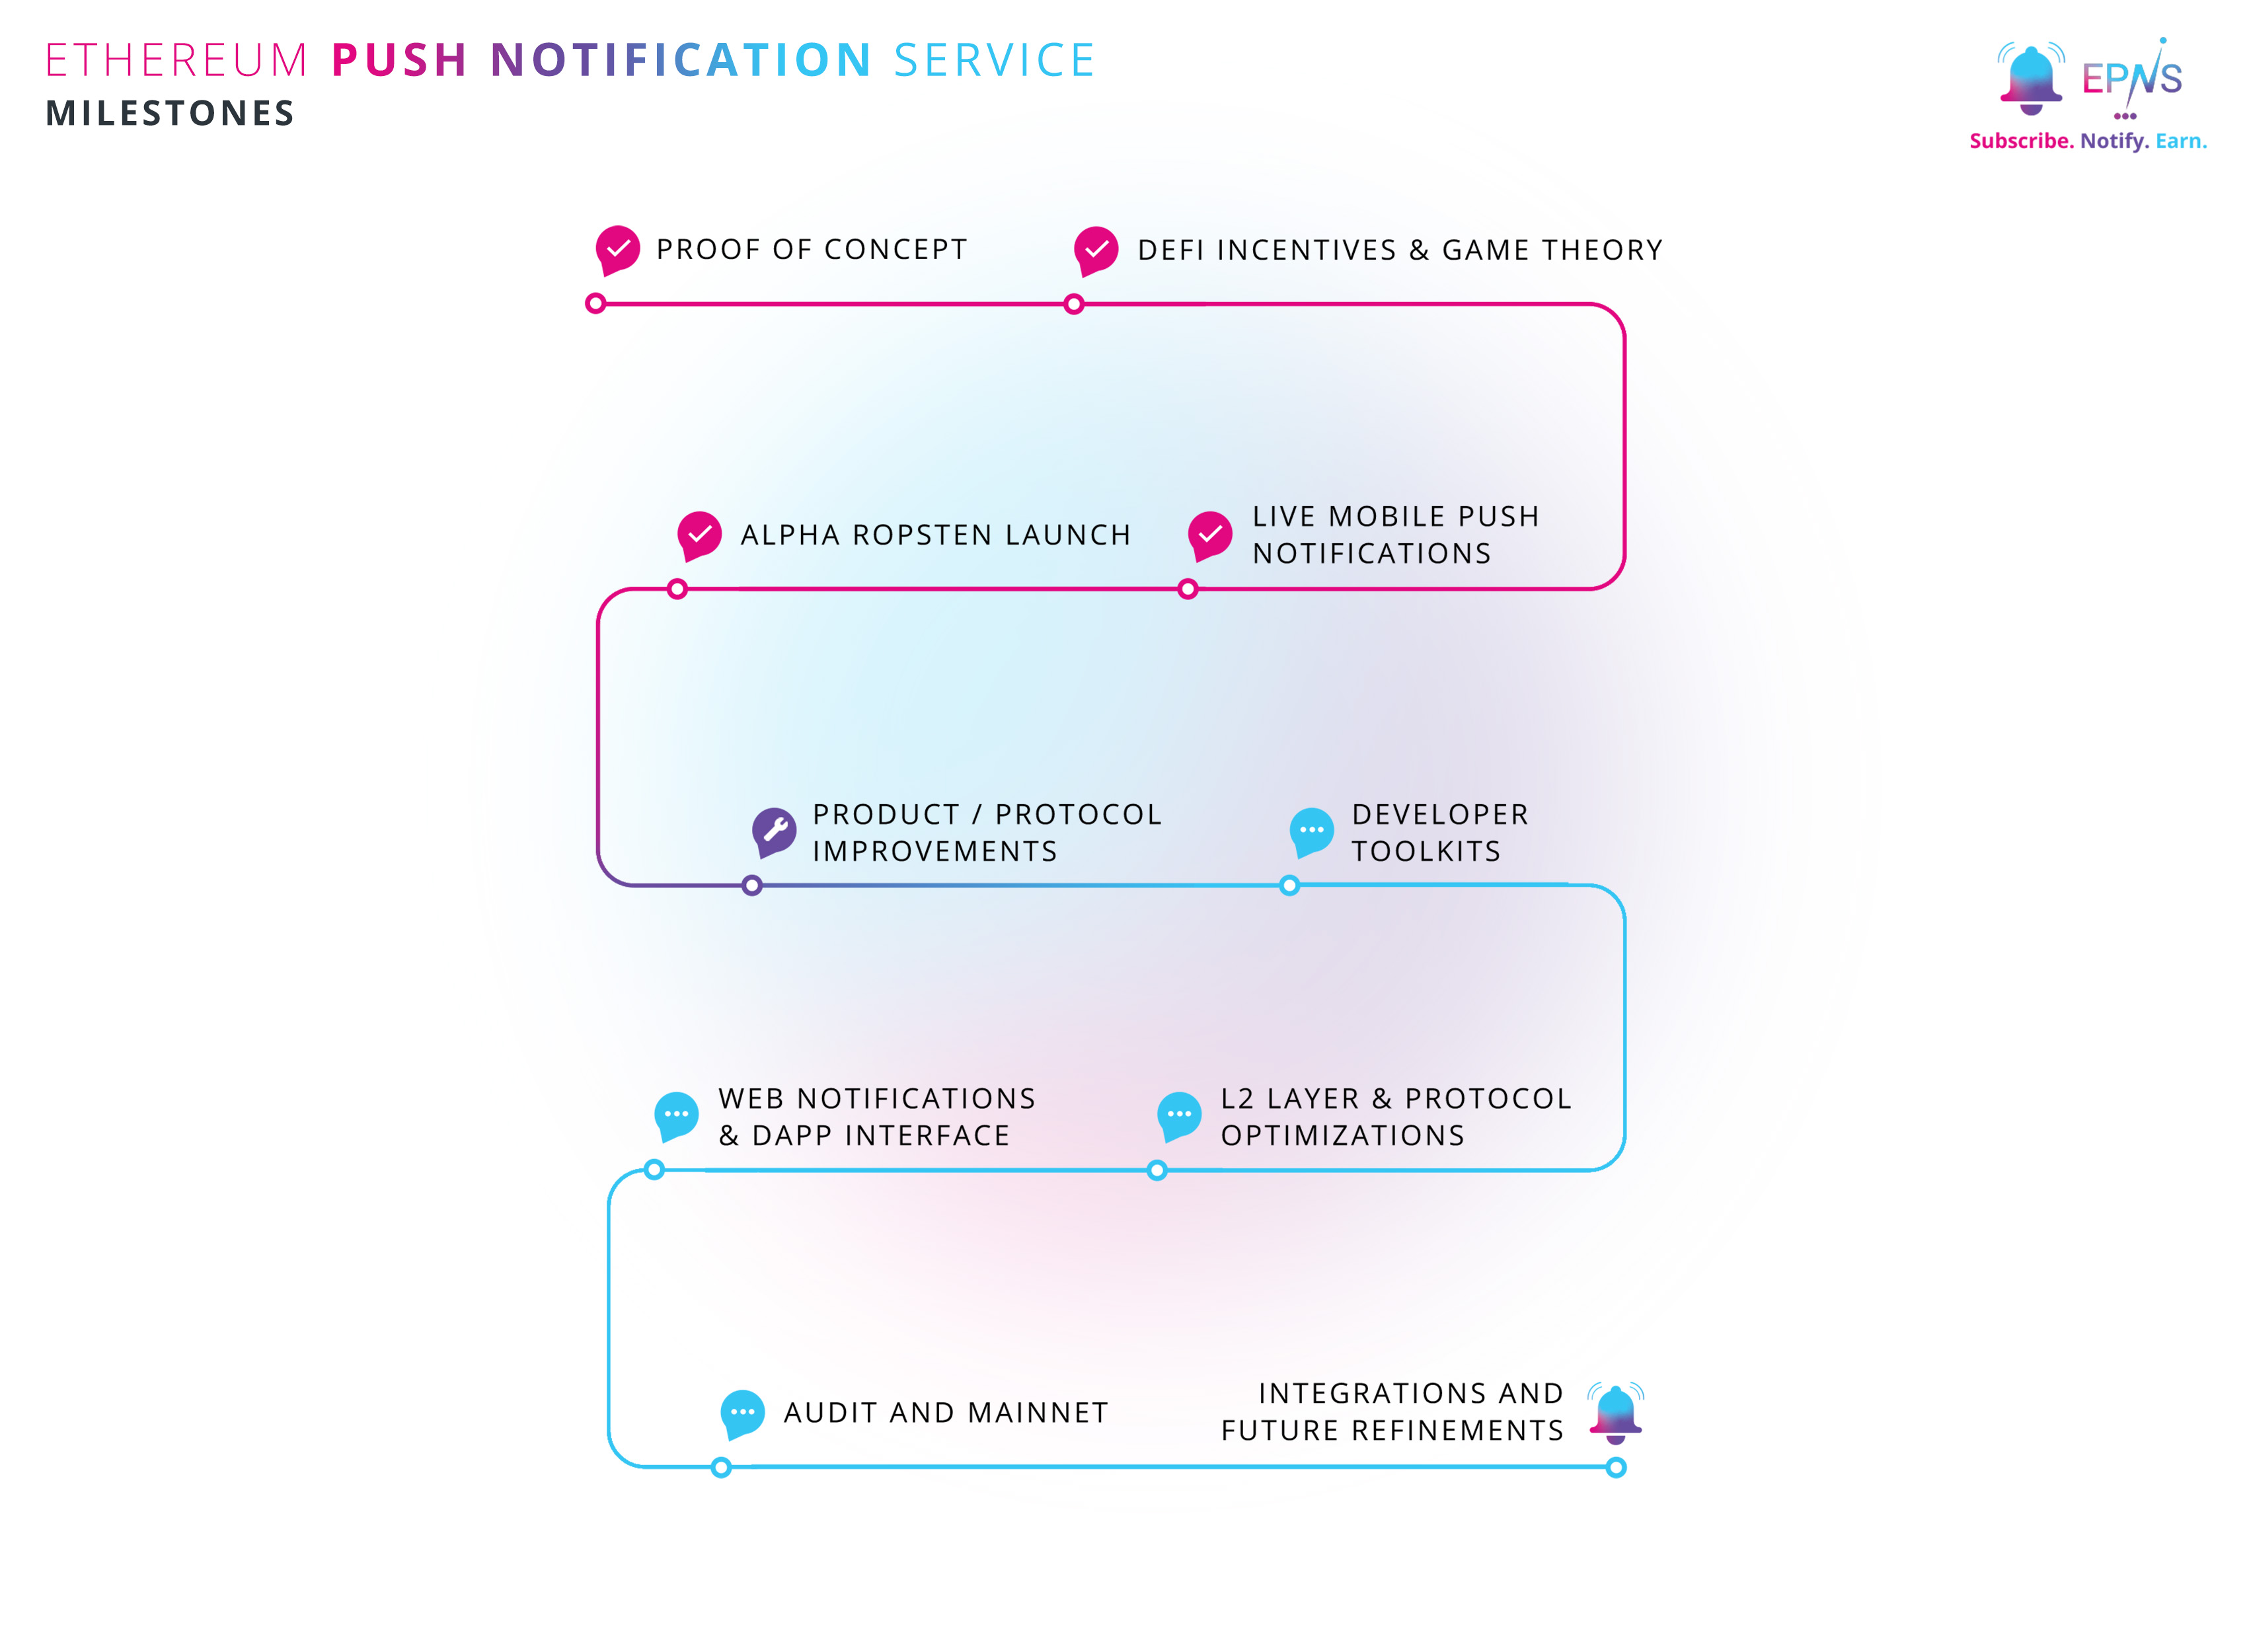 ETHEREUM PUSH NOTIFICATION SERVICE
MILESTONES
EPNS
Subscribe. Notify. Earn.
PROOF OF CONCEPT
DEFI INCENTIVES & GAME THEORY
ALPHA ROPSTEN LAUNCH
LIVE MOBILE PUSH
NOTIFICATIONS
PRODUCT / PROTOCOL
IMPROVEMENTS
DEVELOPER
TOOLKITS
WEB NOTIFICATIONS
& DAPP INTERFACE
L2 LAYER & PROTOCOL
OPTIMIZATIONS
AUDIT AND MAINNET
INTEGRATIONS AND
FUTURE REFINEMENTS